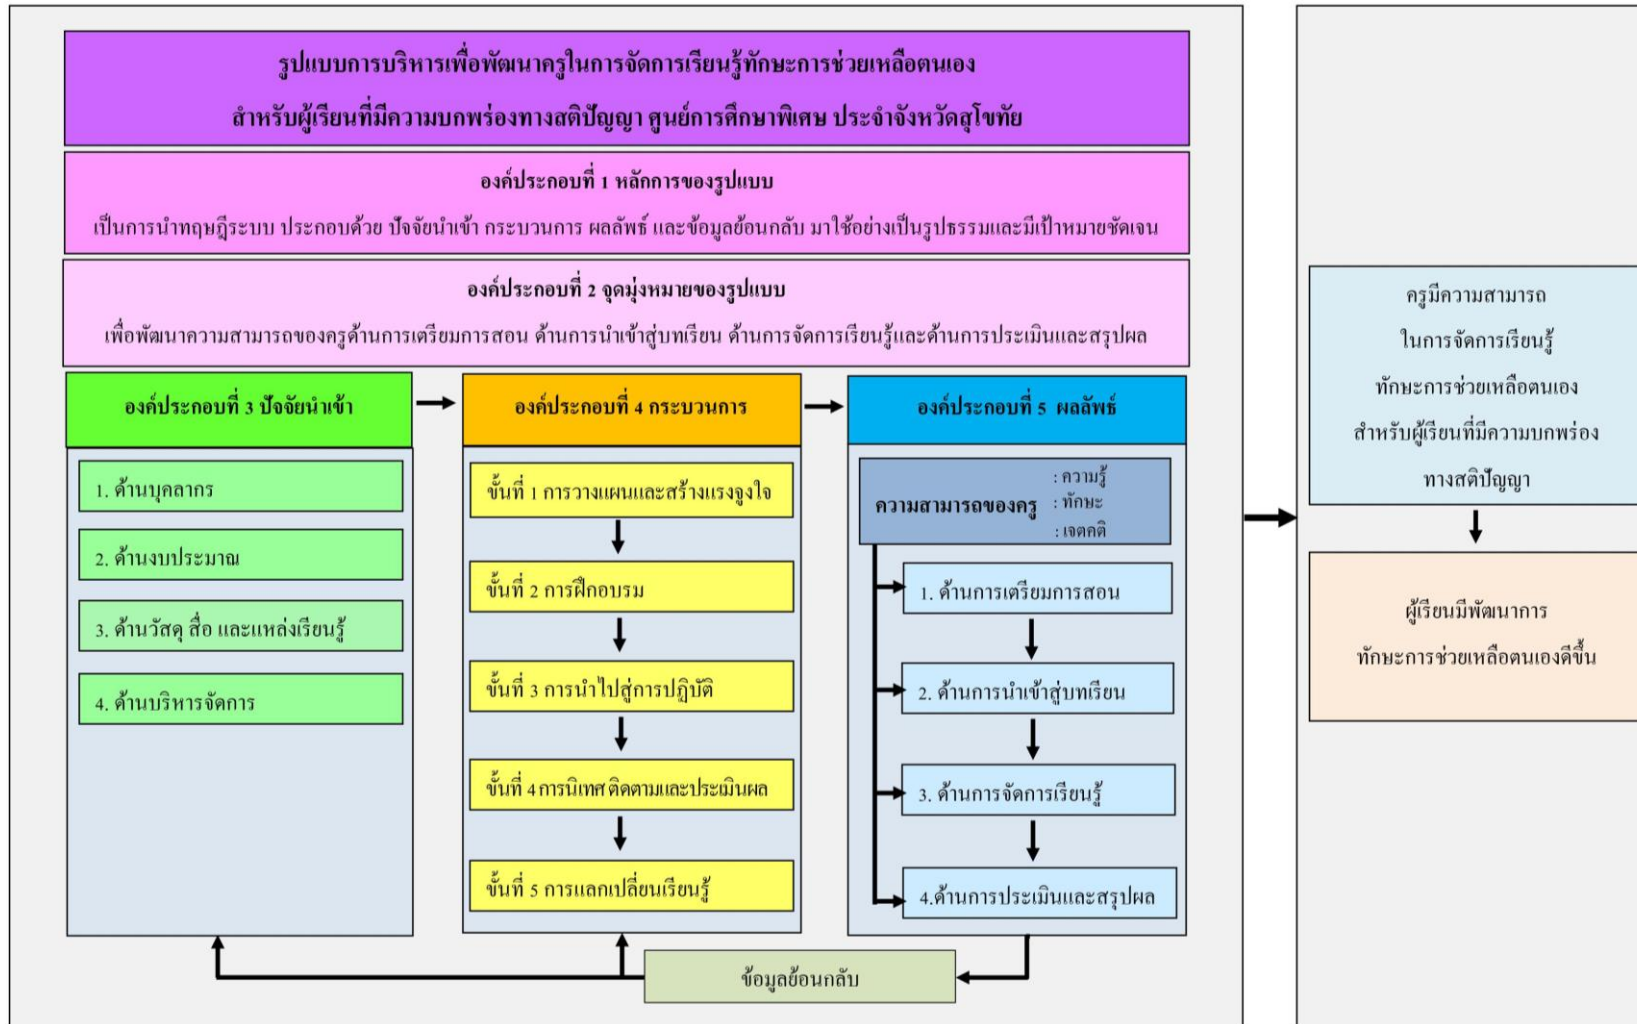 รูปแบบการบริหารเพื่อพัฒนาครูในการจัดการเรียนรู้ทักษะการช่วยเหลือตนเอง
สำหรับผู้เรียนที่มีความบกพร่องทางสติปัญญา ศูนย์การศึกษาพิเศษ ประจำจังหวัดสุโขทัย
องค์ประกอบที่ 1 หลักการของรูปแบบ
เป็นการนำทฤษฎีระบบ ประกอบด้วย ปัจจัยนำเข้า กระบวนการ ผลลัพธ์ และข้อมูลย้อนกลับ มาใช้อย่างเป็นรูปธรรมและมีเป้าหมายชัดเจน
องค์ประกอบที่ 2 จุดมุ่งหมายของรูปแบบ
เพื่อพัฒนาความสามารถของครูด้านการเตรียมการสอน ด้านการนำเข้าสู่บทเรียน ด้านการจัดการเรียนรู้และด้านการประเมินและสรุปผล
องค์ประกอบที่ 3 ปัจจัยนำเข้า
1. ด้านบุคลากร
2. ด้านงบประมาณ
3. ด้านวัสดุ สื่อ และแหล่งเรียนรู้
4. ด้านบริหารจัดการ
องค์ประกอบที่ 4 กระบวนการ
ขั้นที่ 1 การวางแผนและสร้างแรงจูงใจ
ขั้นที่ 2 การฝึกอบรม
ขั้นที่ 3 การนำไปสู่การปฏิบัติ
ขั้นที่ 4 การนิเทศ ติดตามและประเมินผล
ขั้นที่ 5 การแลกเปลี่ยนเรียนรู้
องค์ประกอบที่ 5 ผลลัพธ์
ความสามารถของครู
: ความรู้
: ทักษะ
: เจตคติ
1. ด้านการเตรียมการสอน
2. ด้านการนำเข้าสู่บทเรียน
3. ด้านการจัดการเรียนรู้
4.ด้านการประเมินและสรุปผล
ข้อมูลย้อนกลับ
ครูมีความสามารถ
ในการจัดการเรียนรู้
ทักษะการช่วยเหลือตนเอง
สำหรับผู้เรียนที่มีความบกพร่อง
ทางสติปัญญา
ผู้เรียนมีพัฒนาการ
ทักษะการช่วยเหลือตนเองดีขึ้น